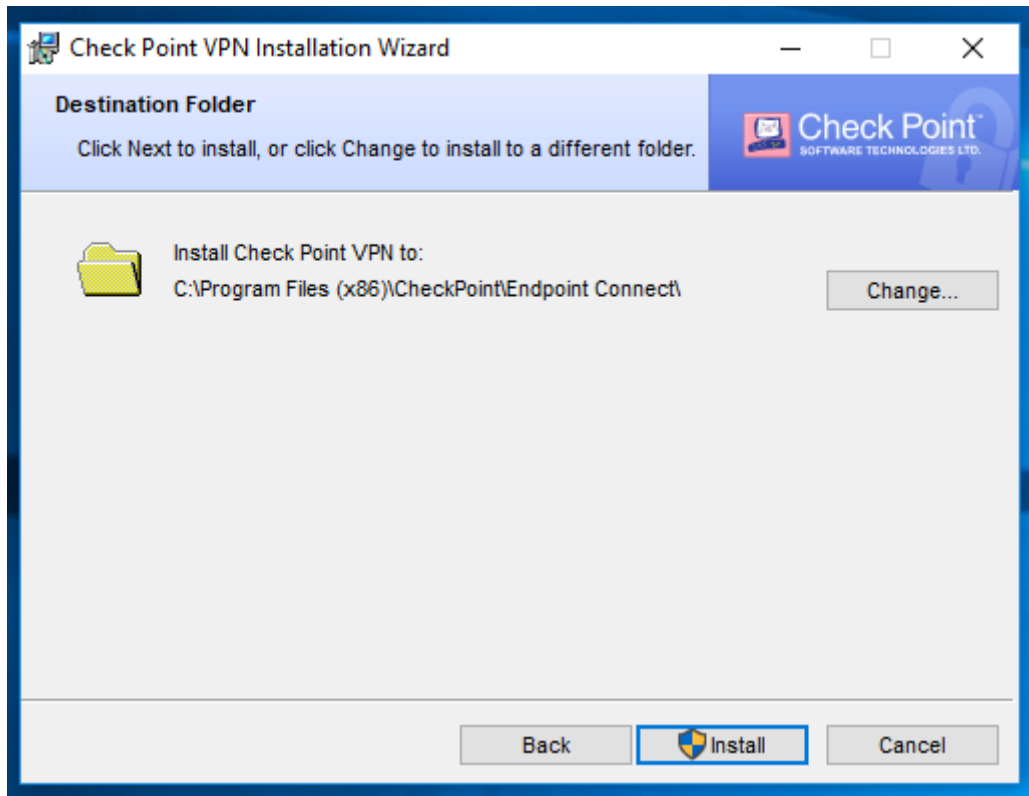 Check Point VPN Installation Wizard
Destination Folder
Click Next to install, or click Change to install to a different folder.
Check Point™
SOFTWARE TECHNOLOGIES LTD.
Install Check Point VPN to:
C:\Program Files (x86)\CheckPoint\Endpoint Connect\
Change...
Back
Install
Cancel